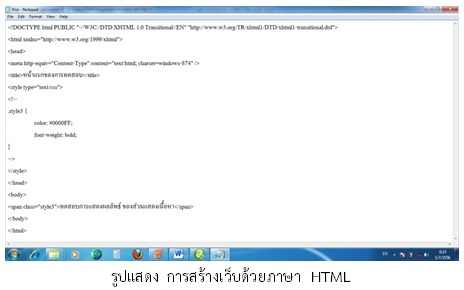 first - Notepad
File Edit Format View Help
<!DOCTYPE html PUBLIC "-//W3C//DTD XHTML 1.0 Transitional//EN" "http://www.w3.org/TR/xhtml1/DTD/xhtml1-transitional.dtd">
<html xmlns="http://www.w3.org/1999/xhtml">
<head>
<meta http-equiv="Content-Type" content="text/html; charset=windows-874" />
<title>หน้าแรกของการทดสอบ</title>
<style type="text/css">
<!--
.style3 {
color: #0000FF;
font-weight: bold;
}
-->
</style>
</head>
<body>
<span class="style3">ทดสอบการแสดงผลลัพธ์ ของส่วนแสดงเนื้อหา</span>
</body>
</html>
EN
9:25
รูปแสดง การสร้างเว็บด้วยภาษา HTML